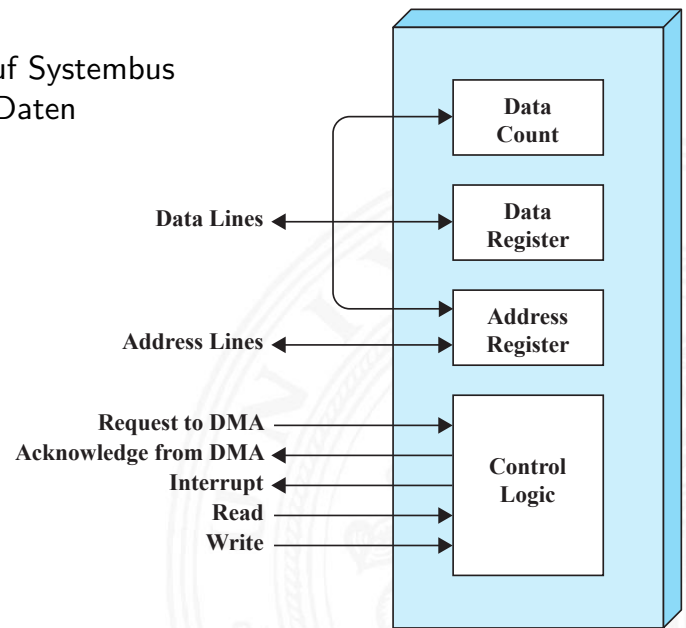 uf Systembus
Daten
Data
Count
Data Lines
Data
Register
Address Lines
Address
Register
Request to DMA
Acknowledge from DMA
Interrupt
Read
Write
Control
Logic